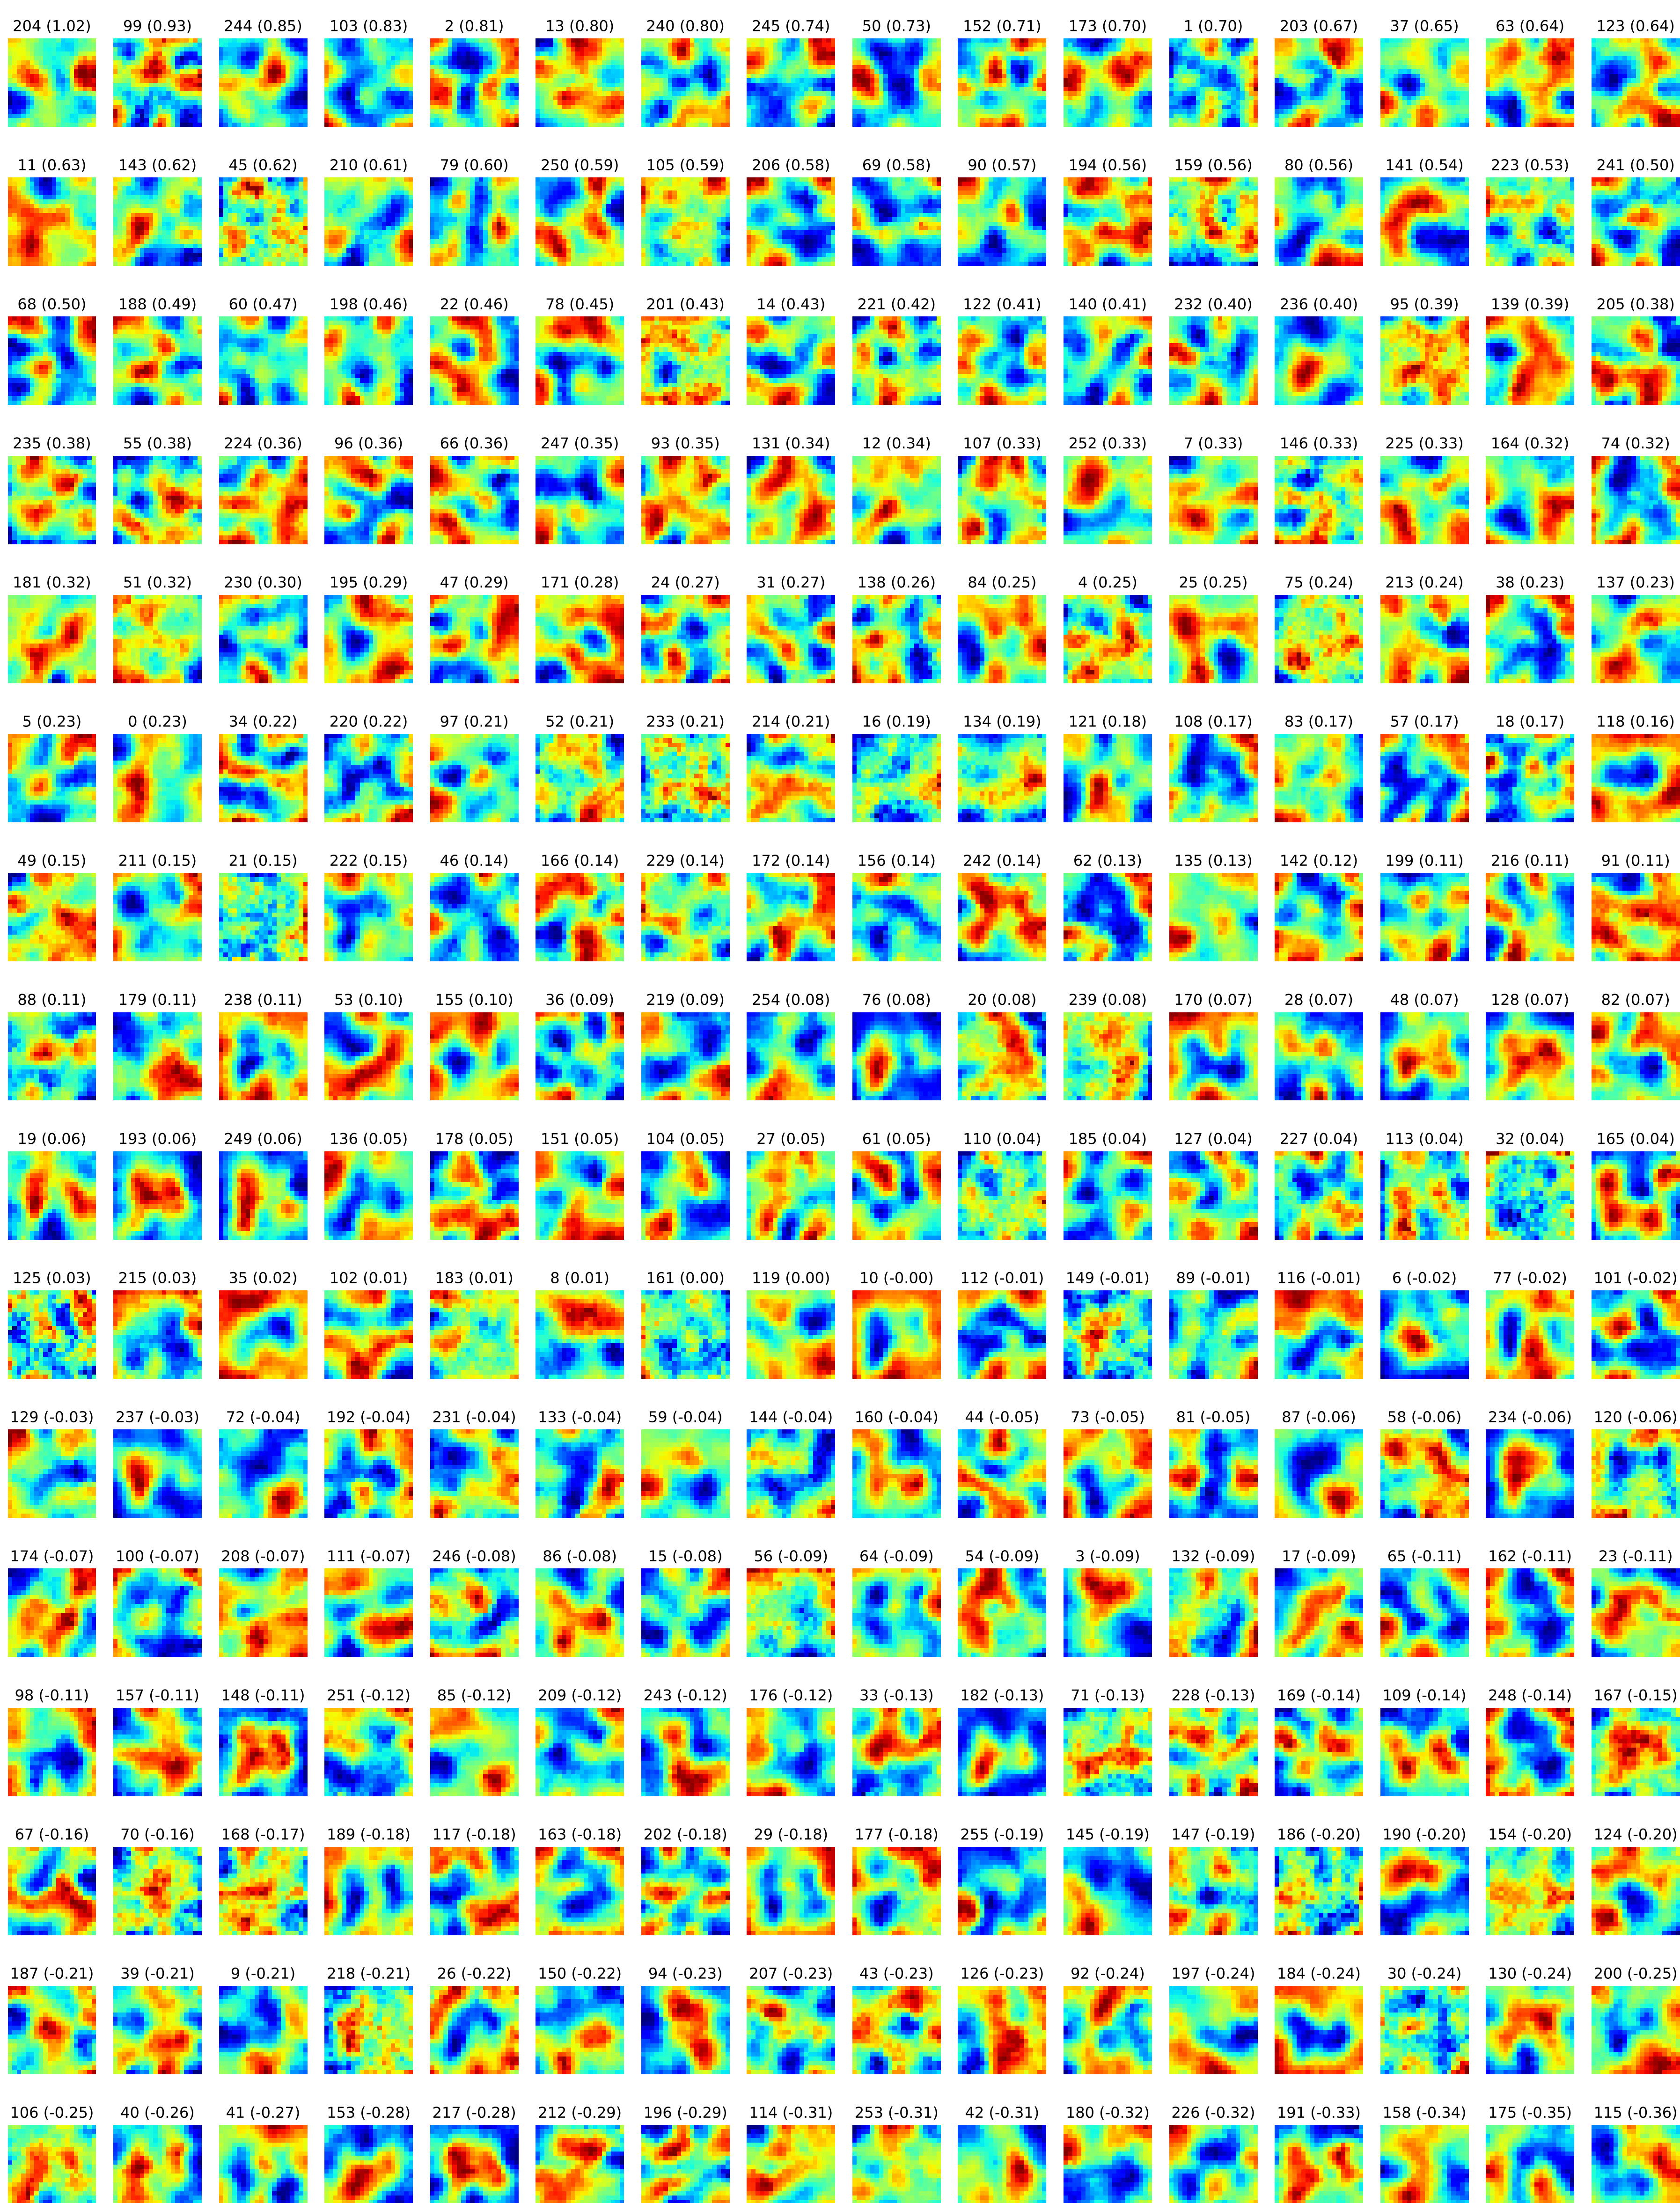 204 (1.02) 99 (0.93) 244 (0.85) 103 (0.83) 2 (0.81) 13 (0.80) 240 (0.80) 245 (0.74) 50 (0.73) 152 (0.71) 173 (0.70) 1 (0.70) 203 (0.67) 37 (0.65) 63 (0.64) 123 (0.64)
11 (0.63) 143 (0.62) 45 (0.62) 210 (0.61) 79 (0.60) 250 (0.59) 105 (0.59) 206 (0.58) 69 (0.58) 90 (0.57) 194 (0.56) 159 (0.56) 80 (0.56) 141 (0.54) 223 (0.53) 241 (0.50)
68 (0.50) 188 (0.49) 60 (0.47) 198 (0.46) 22 (0.46) 78 (0.45) 201 (0.43) 14 (0.43) 221 (0.42) 122 (0.41) 140 (0.41) 232 (0.40) 236 (0.40) 95 (0.39) 139 (0.39) 205 (0.38)
235 (0.38) 55 (0.38) 224 (0.36) 96 (0.36) 66 (0.36) 247 (0.35) 93 (0.35) 131 (0.34) 12 (0.34) 107 (0.33) 252 (0.33) 7 (0.33) 146 (0.33) 225 (0.33) 164 (0.32) 74 (0.32)
181 (0.32) 51 (0.32) 230 (0.30) 195 (0.29) 47 (0.29) 171 (0.28) 24 (0.27) 31 (0.27) 138 (0.26) 84 (0.25) 4 (0.25) 25 (0.25) 75 (0.24) 213 (0.24) 38 (0.23) 137 (0.23)
5 (0.23) 0 (0.23) 34 (0.22) 220 (0.22) 97 (0.21) 52 (0.21) 233 (0.21) 214 (0.21) 16 (0.19) 134 (0.19) 121 (0.18) 108 (0.17) 83 (0.17) 57 (0.17) 18 (0.17) 118 (0.16)
49 (0.15) 211 (0.15) 21 (0.15) 222 (0.15) 46 (0.14) 166 (0.14) 229 (0.14) 172 (0.14) 156 (0.14) 242 (0.14) 62 (0.13) 135 (0.13) 142 (0.12) 199 (0.11) 216 (0.11) 91 (0.11)
88 (0.11) 179 (0.11) 238 (0.11) 53 (0.10) 155 (0.10) 36 (0.09) 219 (0.09) 254 (0.08) 76 (0.08) 20 (0.08) 239 (0.08) 170 (0.07) 28 (0.07) 48 (0.07) 128 (0.07) 82 (0.07)
19 (0.06) 193 (0.06) 249 (0.06) 136 (0.05) 178 (0.05) 151 (0.05) 104 (0.05) 27 (0.05) 61 (0.05) 110 (0.04) 185 (0.04) 127 (0.04) 227 (0.04) 113 (0.04) 32 (0.04) 165 (0.04)
125 (0.03) 215 (0.03) 35 (0.02) 102 (0.01) 183 (0.01) 8 (0.01) 161 (0.00) 119 (0.00) 10 (-0.00) 112 (-0.01) 149 (-0.01) 89 (-0.01) 116 (-0.01) 6 (-0.02) 77 (-0.02) 101 (-0.02)
129 (-0.03) 237 (-0.03) 72 (-0.04) 192 (-0.04) 231 (-0.04) 133 (-0.04) 59 (-0.04) 144 (-0.04) 160 (-0.04) 44 (-0.05) 73 (-0.05) 81 (-0.05) 87 (-0.06) 58 (-0.06) 234 (-0.06) 120 (-0.06)
174 (-0.07) 100 (-0.07) 208 (-0.07) 111 (-0.07) 246 (-0.08) 86 (-0.08) 15 (-0.08) 56 (-0.09) 64 (-0.09) 54 (-0.09) 3 (-0.09) 132 (-0.09) 17 (-0.09) 65 (-0.11) 162 (-0.11) 23 (-0.11)
98 (-0.11) 157 (-0.11) 148 (-0.11) 251 (-0.12) 85 (-0.12) 209 (-0.12) 243 (-0.12) 176 (-0.12) 33 (-0.13) 182 (-0.13) 71 (-0.13) 228 (-0.13) 169 (-0.14) 109 (-0.14) 248 (-0.14) 167 (-0.15)
67 (-0.16) 70 (-0.16) 168 (-0.17) 189 (-0.18) 117 (-0.18) 163 (-0.18) 202 (-0.18) 29 (-0.18) 177 (-0.18) 255 (-0.19) 145 (-0.19) 147 (-0.19) 186 (-0.20) 190 (-0.20) 154 (-0.20) 124 (-0.20)
187 (-0.21) 39 (-0.21) 9 (-0.21) 218 (-0.21) 26 (-0.22) 150 (-0.22) 94 (-0.23) 207 (-0.23) 43 (-0.23) 126 (-0.23) 92 (-0.24) 197 (-0.24) 184 (-0.24) 30 (-0.24) 130 (-0.24) 200 (-0.25)
106 (-0.25) 40 (-0.26) 41 (-0.27) 153 (-0.28) 217 (-0.28) 212 (-0.29) 196 (-0.29) 114 (-0.31) 253 (-0.31) 42 (-0.31) 180 (-0.32) 226 (-0.32) 191 (-0.33) 158 (-0.34) 175 (-0.35) 115 (-0.36)